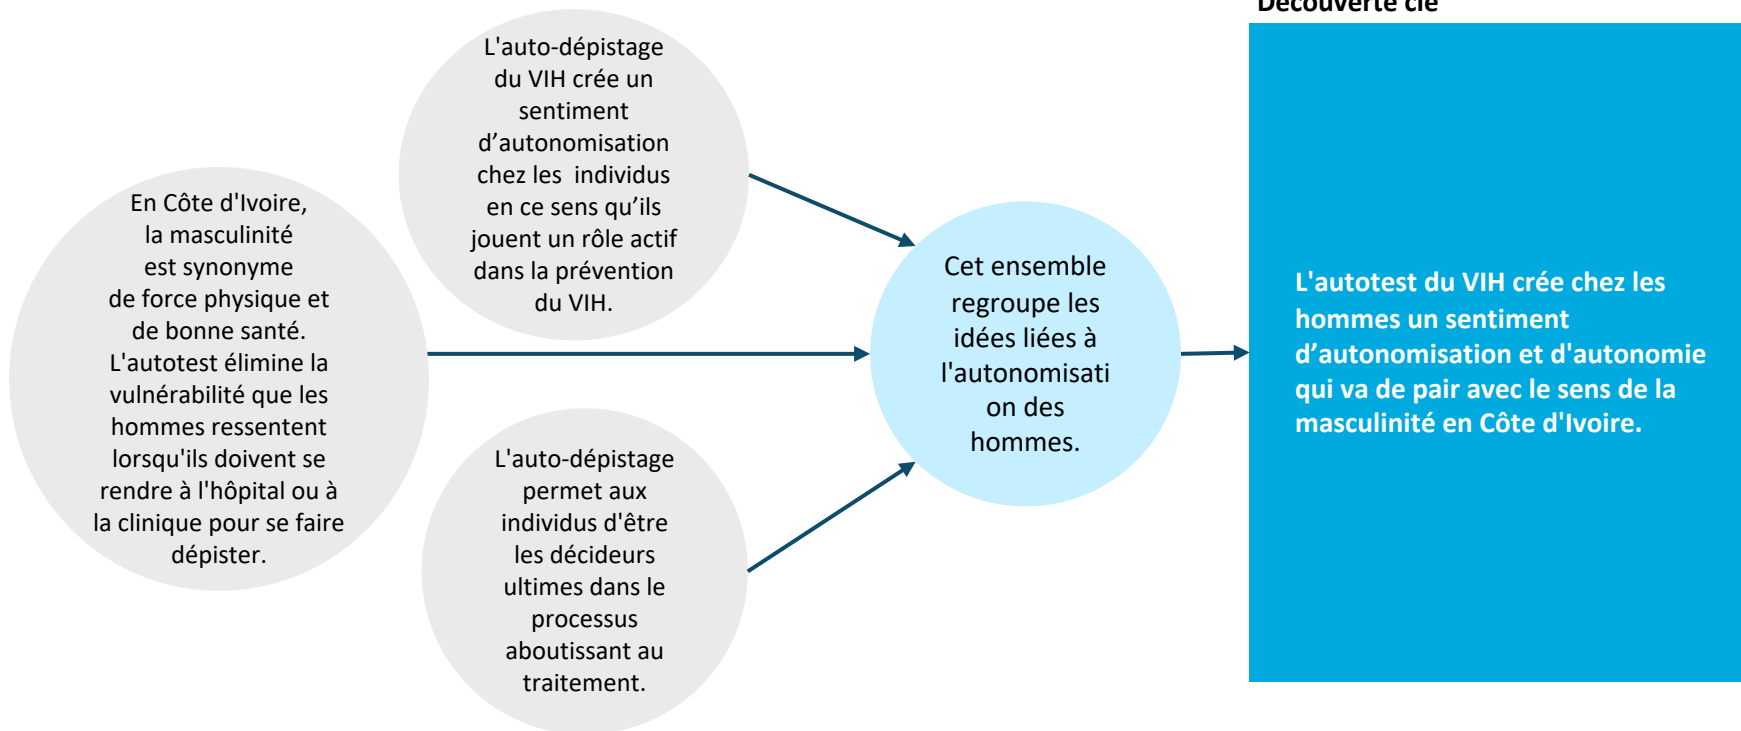 Découverte clé
L'auto-dépistage
du VIH crée un
sentiment
d’autonomisation
chez les individus
en ce sens qu’ils
jouent un rôle actif
dans la prévention
du VIH.
En Côte d'Ivoire,
la masculinité
est synonyme
de force physique et
de bonne santé.
L'autotest élimine la
vulnérabilité que les
hommes ressentent
lorsqu'ils doivent se
rendre à l'hôpital ou à
la clinique pour se faire
dépister.
L'auto-dépistage
permet aux
individus d'être
les décideurs
ultimes dans le
processus
aboutissant au
traitement.
Cet ensemble
regroupe les
idées liées à
l'autonomisati
on des
hommes.
L'autotest du VIH crée chez les
hommes un sentiment
d’autonomisation et d'autonomie
qui va de pair avec le sens de la
masculinité en Côte d'Ivoire.